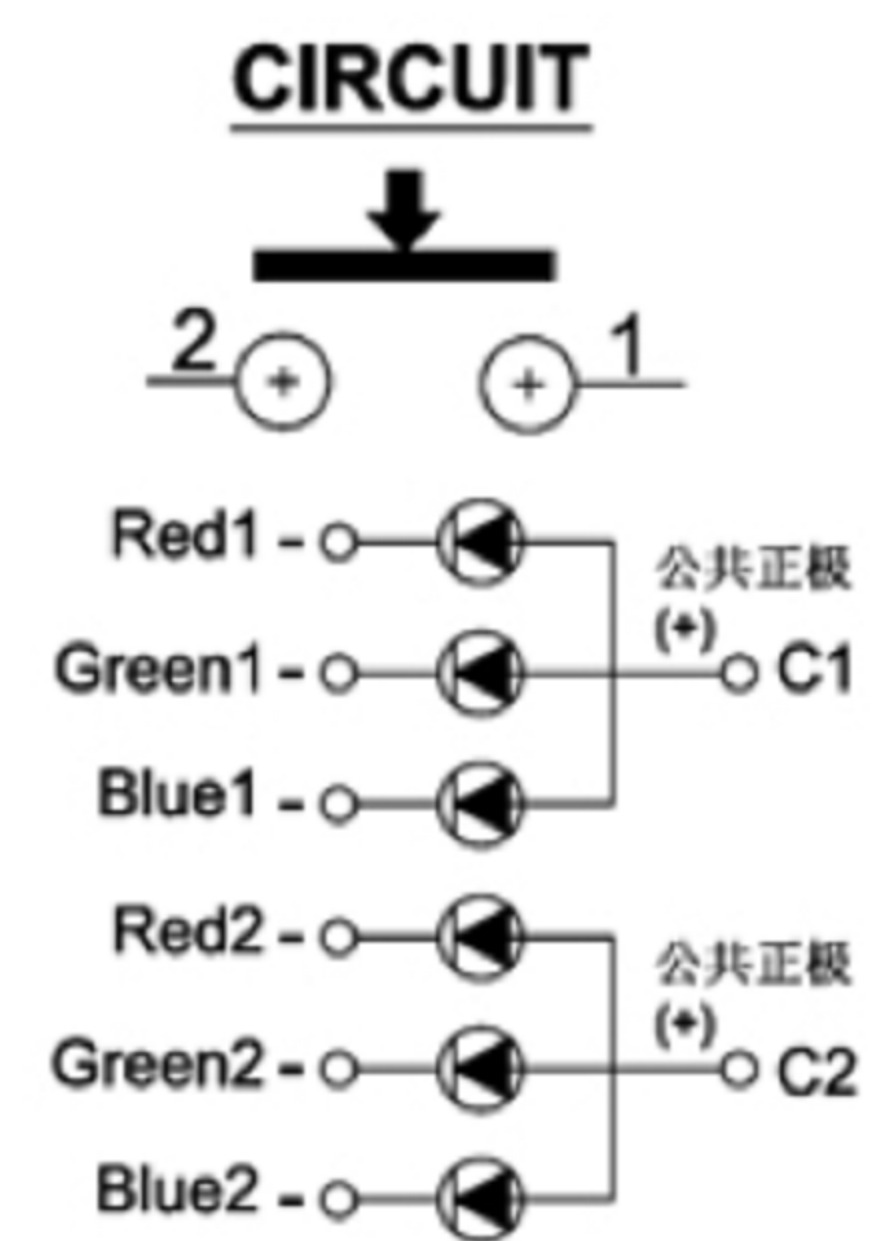 CIRCUIT
2 1
+ +
Red1 -
公共正极
(+)
Green1 - C1
Blue1 -
Red2 -
公共正极
(+)
Green2 - C2
Blue2 -